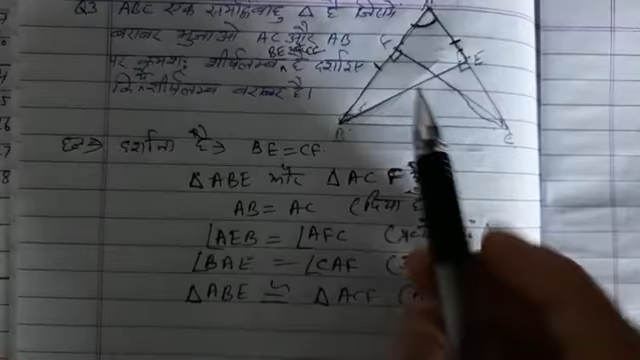 Q3 ABC एक समद्विबाहु △ है जिसमें
बराबर भुजाओं AC और AB
BE और CF
पर क्रमशः शीर्षलम्ब है दर्शाइए
कि ये शीर्षलम्ब बराबर है।
A
F
E
B
C
हल⇒ दर्शाना है⇒ BE = CF
△ABE और △ACF
AB = AC (दिया
∠AEB = ∠AFC
∠BAE = ∠CAF
△ABE ≅ △ACF